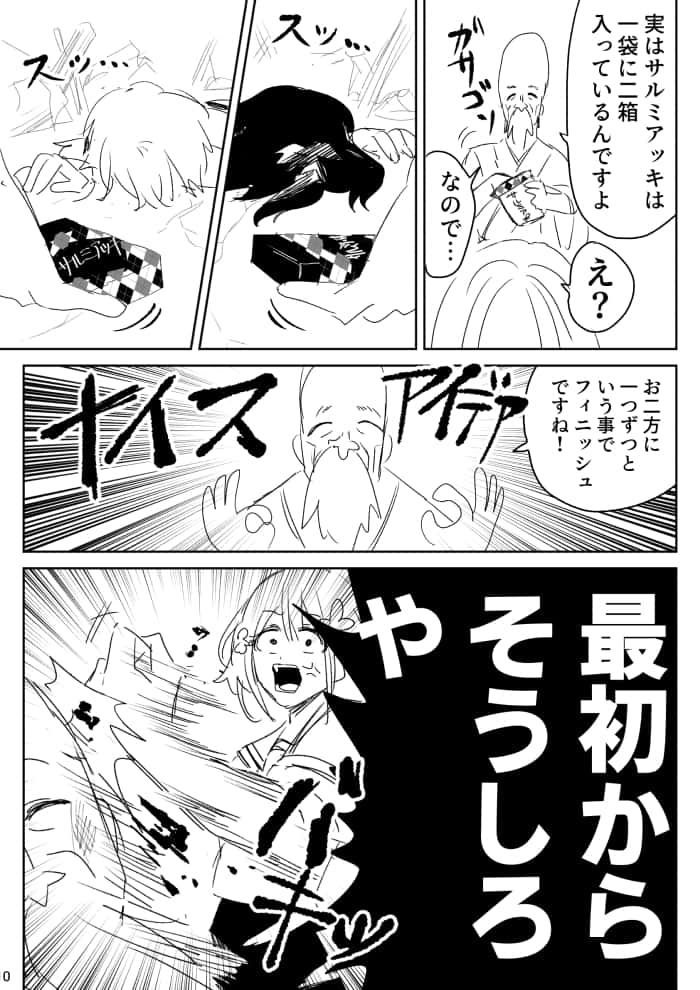 実はサルミアッキは
一袋に二箱
入っているんですよ
ガサゴソ
え？
なので…
スッ…
スッ…
サルミアッキ
お二方に
一つずつと
いう事で
フィニッシュ
ですね！
ナイス
アイデア
最初から
そうしろ
や
バキッ
10